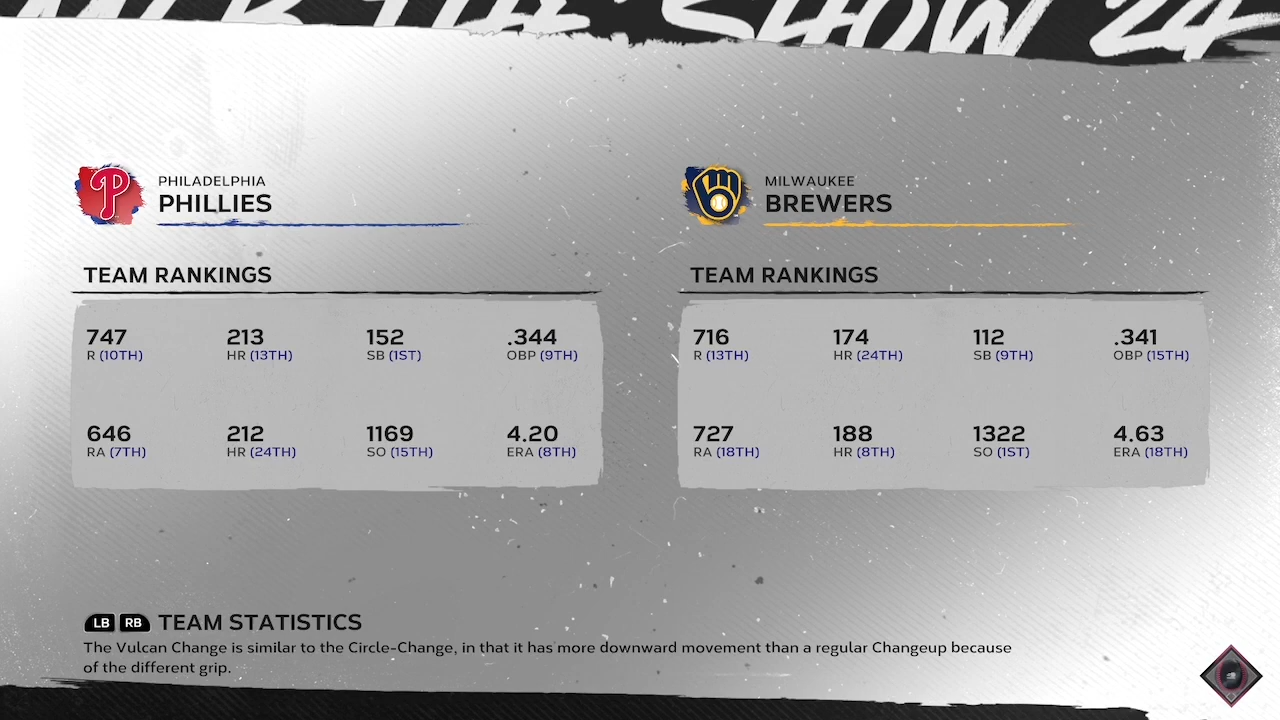 MLB THE SHOW 24
PHILADELPHIA
PHILLIES
TEAM RANKINGS
747 213 152 .344
R (10TH) HR (13TH) SB (1ST) OBP (9TH)
646 212 1169 4.20
RA (7TH) HR (24TH) SO (15TH) ERA (8TH)
MILWAUKEE
BREWERS
TEAM RANKINGS
716 174 112 .341
R (13TH) HR (24TH) SB (9TH) OBP (15TH)
727 188 1322 4.63
RA (18TH) HR (8TH) SO (1ST) ERA (18TH)
LB RB TEAM STATISTICS
The Vulcan Change is similar to the Circle-Change, in that it has more downward movement than a regular Changeup because
of the different grip.